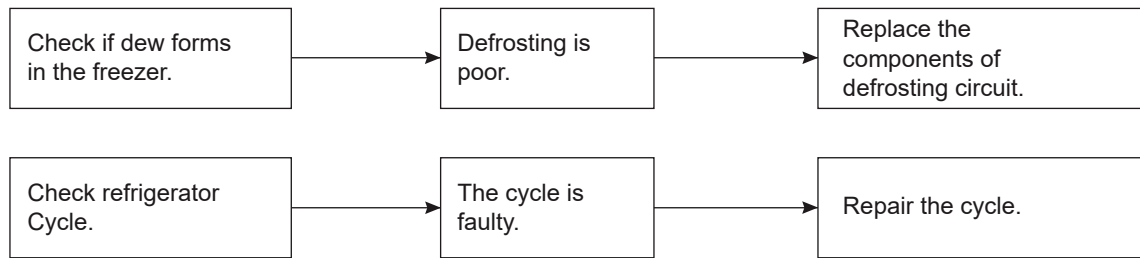 Check if dew forms
in the freezer.
Defrosting is
poor.
Replace the
components of
defrosting circuit.
Check refrigerator
Cycle.
The cycle is
faulty.
Repair the cycle.